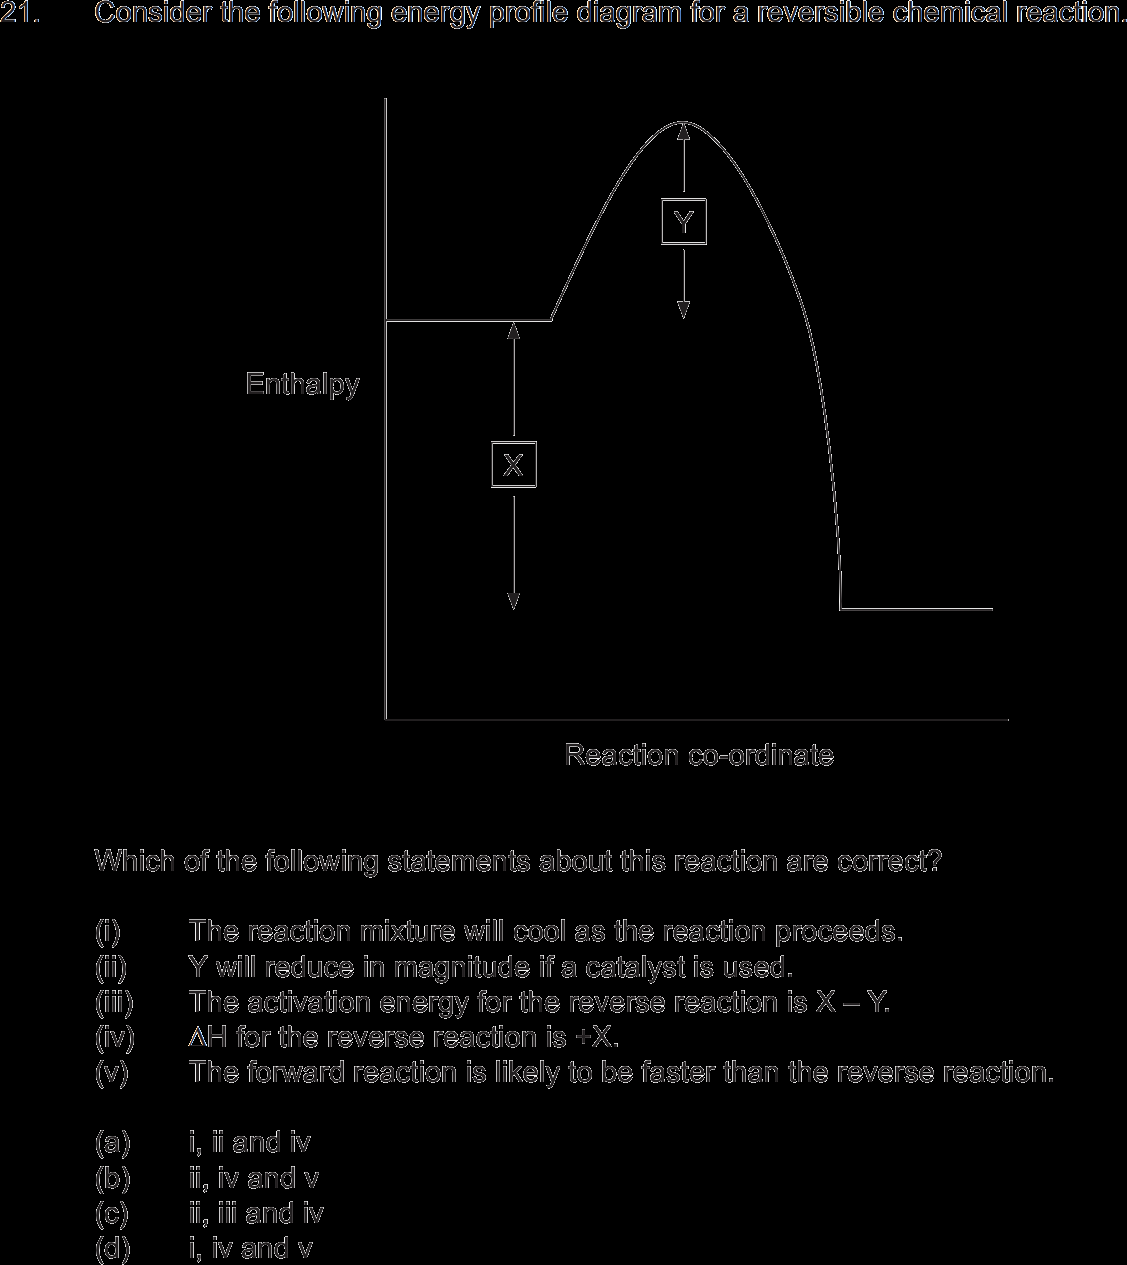 21. Consider the following energy profile diagram for a reversible chemical reaction.
Y
Enthalpy
X
Reaction co-ordinate
Which of the following statements about this reaction are correct?
(i) The reaction mixture will cool as the reaction proceeds.
(ii) Y will reduce in magnitude if a catalyst is used.
(iii) The activation energy for the reverse reaction is X – Y.
(iv) ΔH for the reverse reaction is +X.
(v) The forward reaction is likely to be faster than the reverse reaction.
(a) i, ii and iv
(b) ii, iv and v
(c) ii, iii and iv
(d) i, iv and v